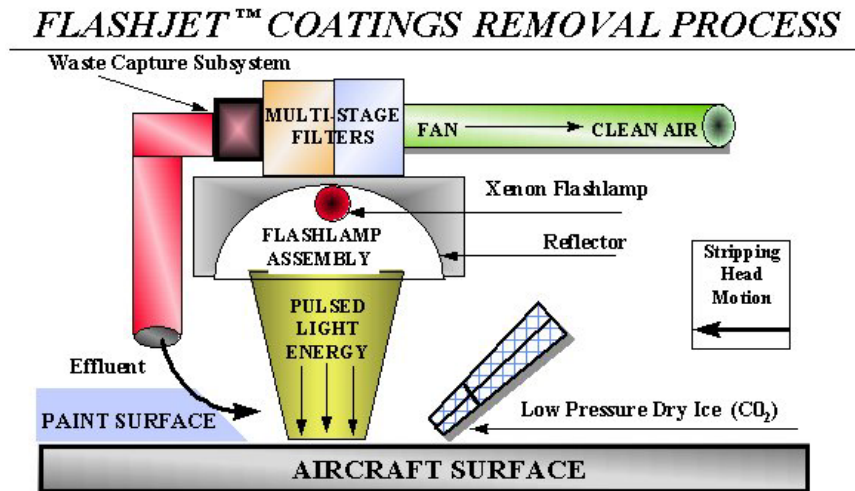 FLASHJET™ COATINGS REMOVAL PROCESS
Waste Capture Subsystem
MULTI-STAGE
FILTERS
FAN
CLEAN AIR
Xenon Flashlamp
FLASHLAMP
ASSEMBLY
Reflector
Stripping
Head
Motion
PULSED
LIGHT
ENERGY
Effluent
PAINT SURFACE
Low Pressure Dry Ice (CO₂)
AIRCRAFT SURFACE